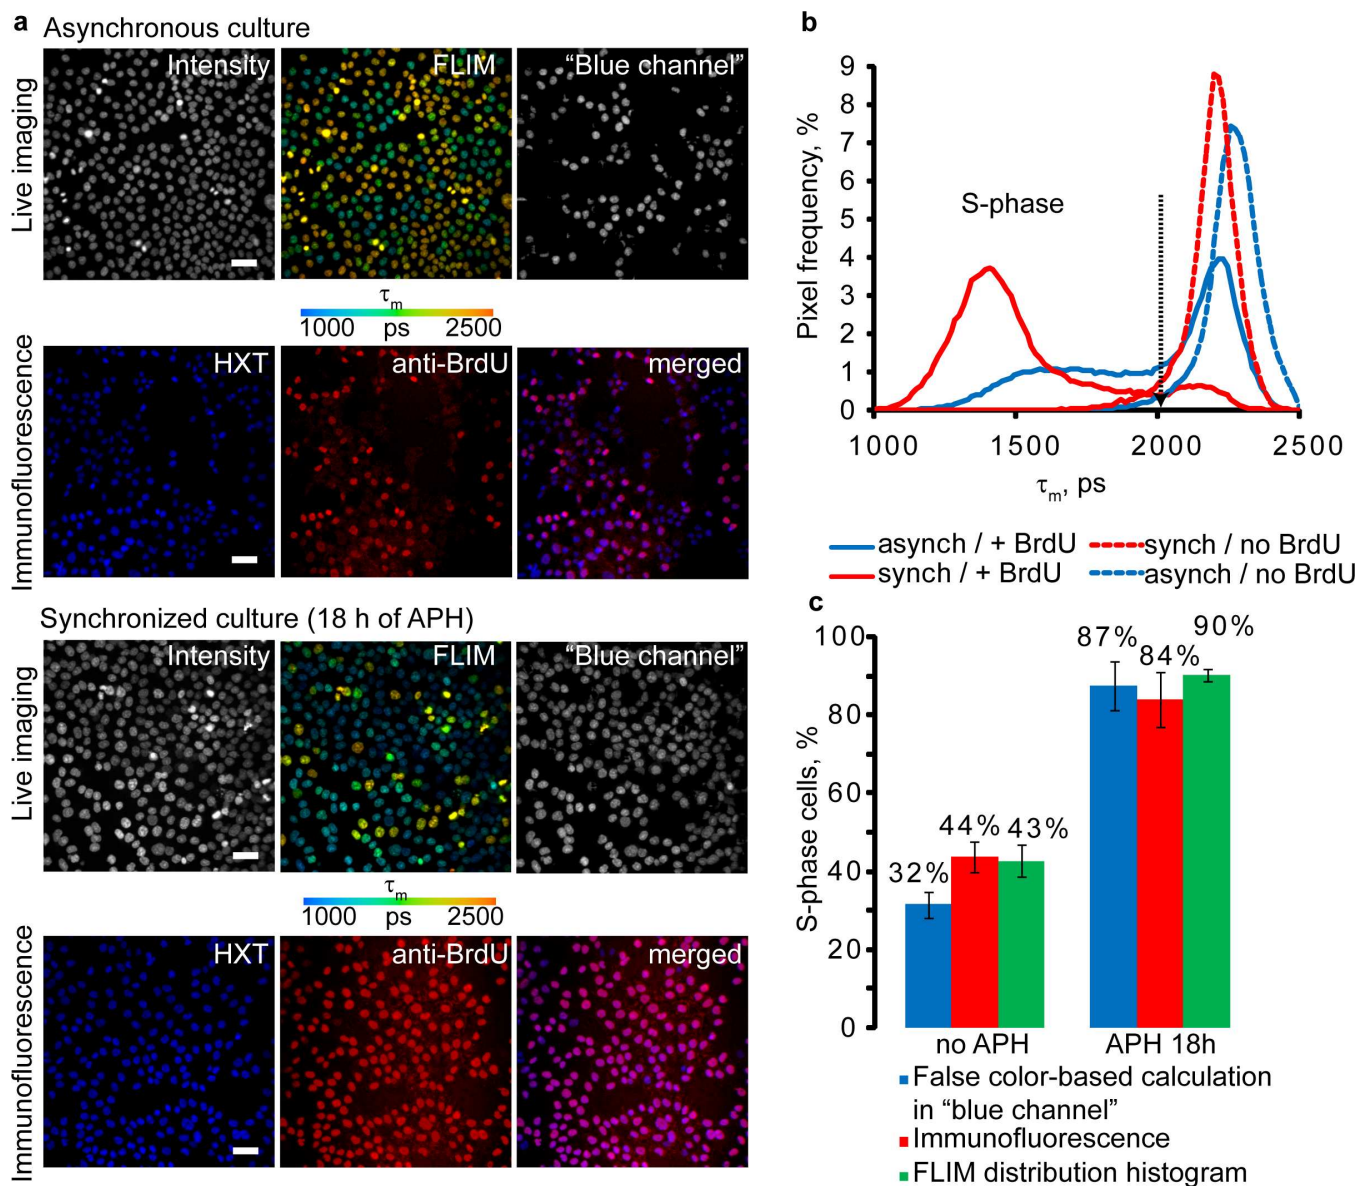 a
Asynchronous culture
Live imaging
Intensity
FLIM
“Blue channel”
τm
1000 ps 2500
Immunofluorescence
HXT
anti-BrdU
merged
Synchronized culture (18 h of APH)
Live imaging
Intensity
FLIM
“Blue channel”
τm
1000 ps 2500
Immunofluorescence
HXT
anti-BrdU
merged
b
Pixel frequency, %
9
8
7
6
5
4
3
2
1
0
S-phase
1000 1500 2000 2500
τm, ps
asynch / + BrdU
synch / no BrdU
synch / + BrdU
asynch / no BrdU
c
S-phase cells, %
100
80
60
40
20
0
32%
44%
43%
87%
84%
90%
no APH
APH 18h
False color-based calculation
in “blue channel”
Immunofluorescence
FLIM distribution histogram